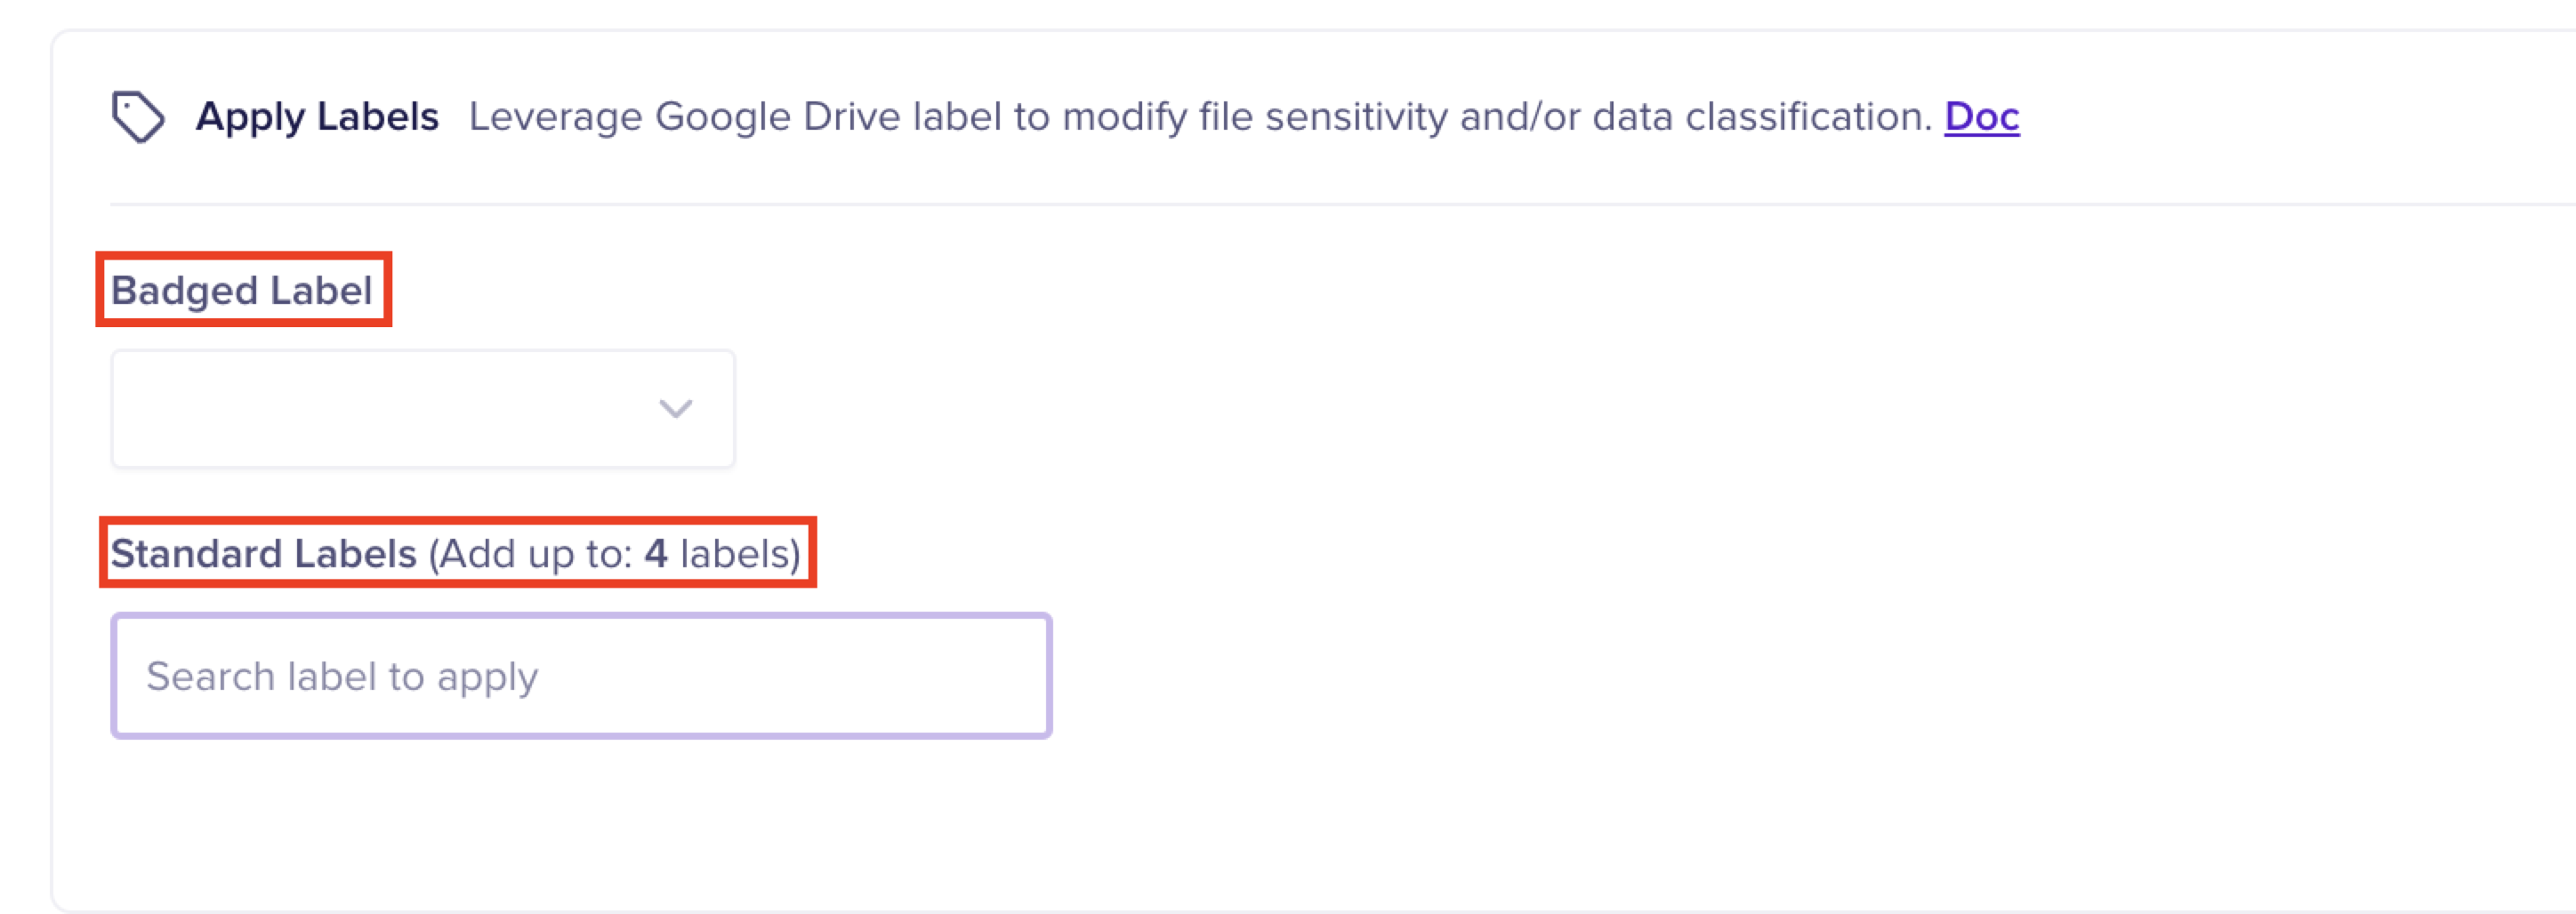 Apply Labels Leverage Google Drive label to modify file sensitivity and/or data classification. Doc
Badged Label
Standard Labels (Add up to: 4 labels)
Search label to apply